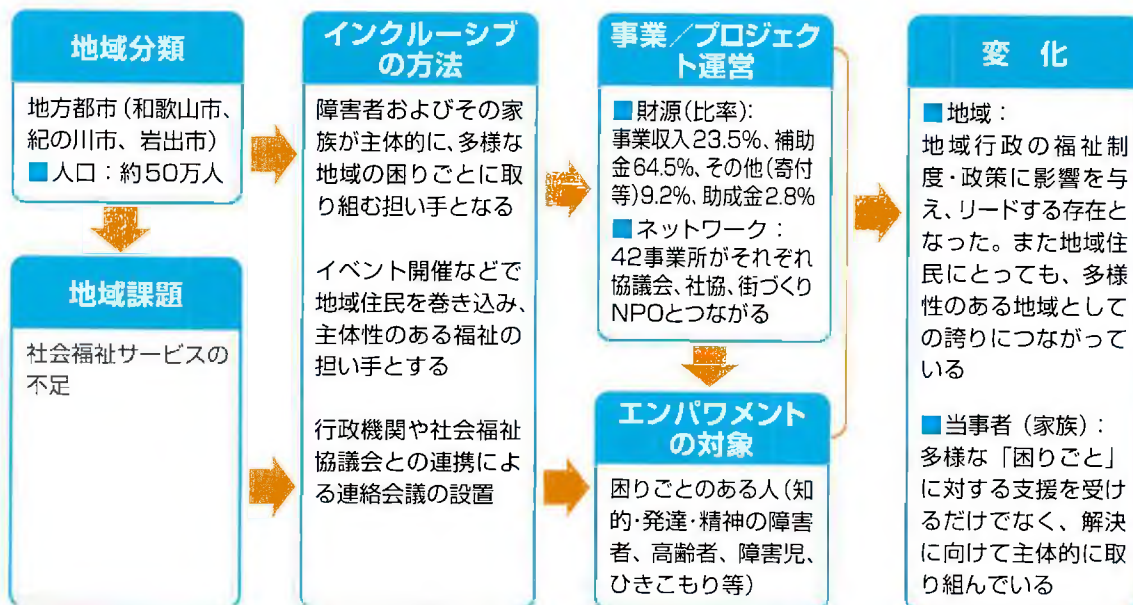 地域分類
地方都市(和歌山市、
紀の川市、岩出市)
■人口：約50万人
地域課題
社会福祉サービスの
不足
インクルーシブ
の方法
障害者およびその家
族が主体的に、多様な
地域の困りごとに取
り組む担い手となる
イベント開催などで
地域住民を巻き込み、
主体性のある福祉の
担い手とする
行政機関や社会福祉
協議会との連携によ
る連絡会議の設置
事業／プロジェク
ト運営
■財源(比率)：
事業収入23.5%、補助
金64.5%、その他(寄付
等)9.2%、助成金2.8%
■ネットワーク：
42事業所がそれぞれ
協議会、社協、街づくり
NPOとつながる
エンパワメント
の対象
困りごとのある人(知
的・発達・精神の障害
者、高齢者、障害児、
ひきこもり等)
変 化
■地域：
地域行政の福祉制
度・政策に影響を与
え、リードする存在と
なった。また地域住
民にとっても、多様
性のある地域として
の誇りにつながって
いる
■当事者（家族）：
多様な「困りごと」
に対する支援を受け
るだけでなく、解決
に向けて主体的に取
り組んでいる